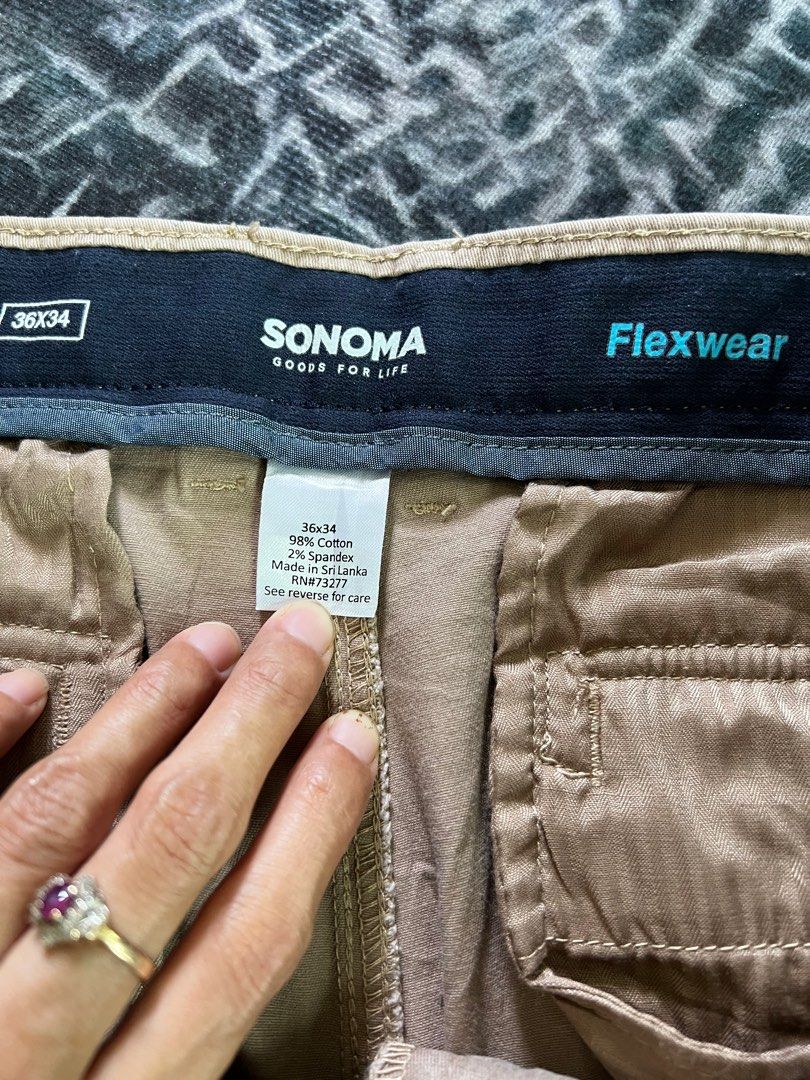 36X34
SONOMA
GOODS FOR LIFE
Flexwear
36x34
98% Cotton
2% Spandex
Made in Sri Lanka
RN#73277
See reverse for care